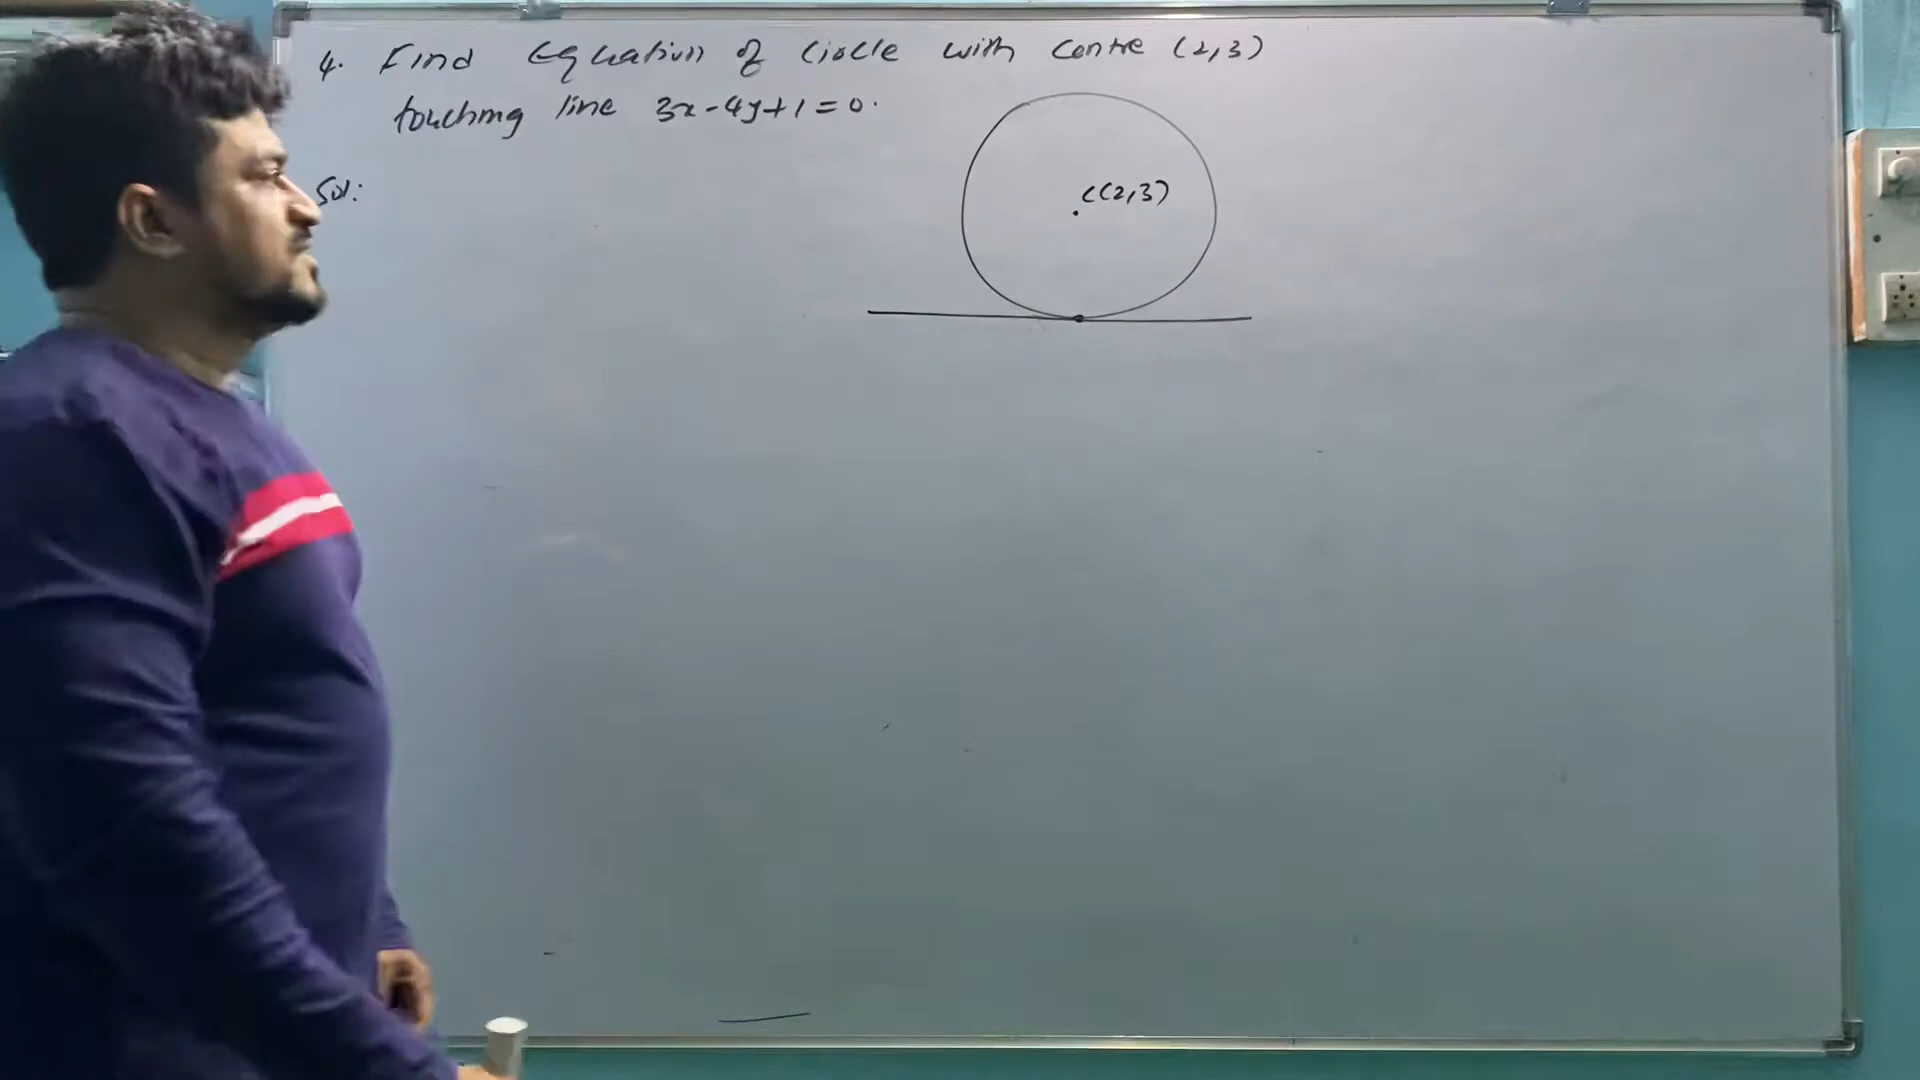 4. Find Equation of Circle with centre (2,3)
touching line 3x-4y+1=0.
Sol:
C(2,3)